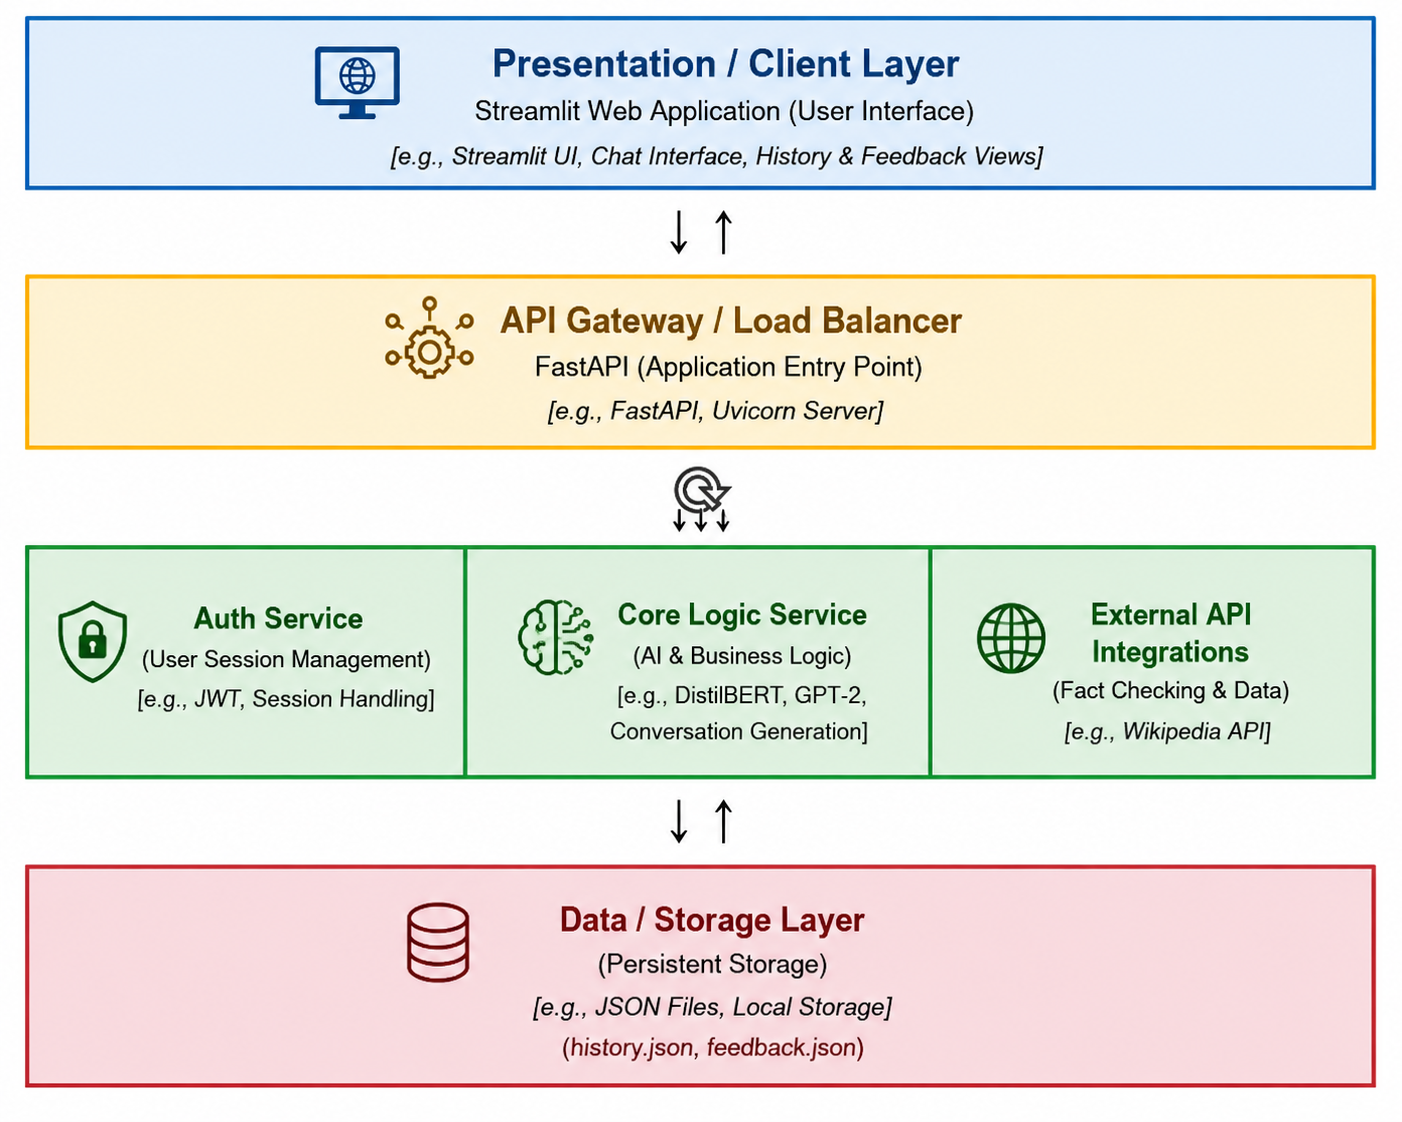 Presentation / Client Layer
Streamlit Web Application (User Interface)
[e.g., Streamlit UI, Chat Interface, History & Feedback Views]
API Gateway / Load Balancer
FastAPI (Application Entry Point)
[e.g., FastAPI, Uvicorn Server]
Auth Service
(User Session Management)
[e.g., JWT, Session Handling]
Core Logic Service
(AI & Business Logic)
[e.g., DistilBERT, GPT-2,
Conversation Generation]
External API
Integrations
(Fact Checking & Data)
[e.g., Wikipedia API]
Data / Storage Layer
(Persistent Storage)
[e.g., JSON Files, Local Storage]
(history.json, feedback.json)